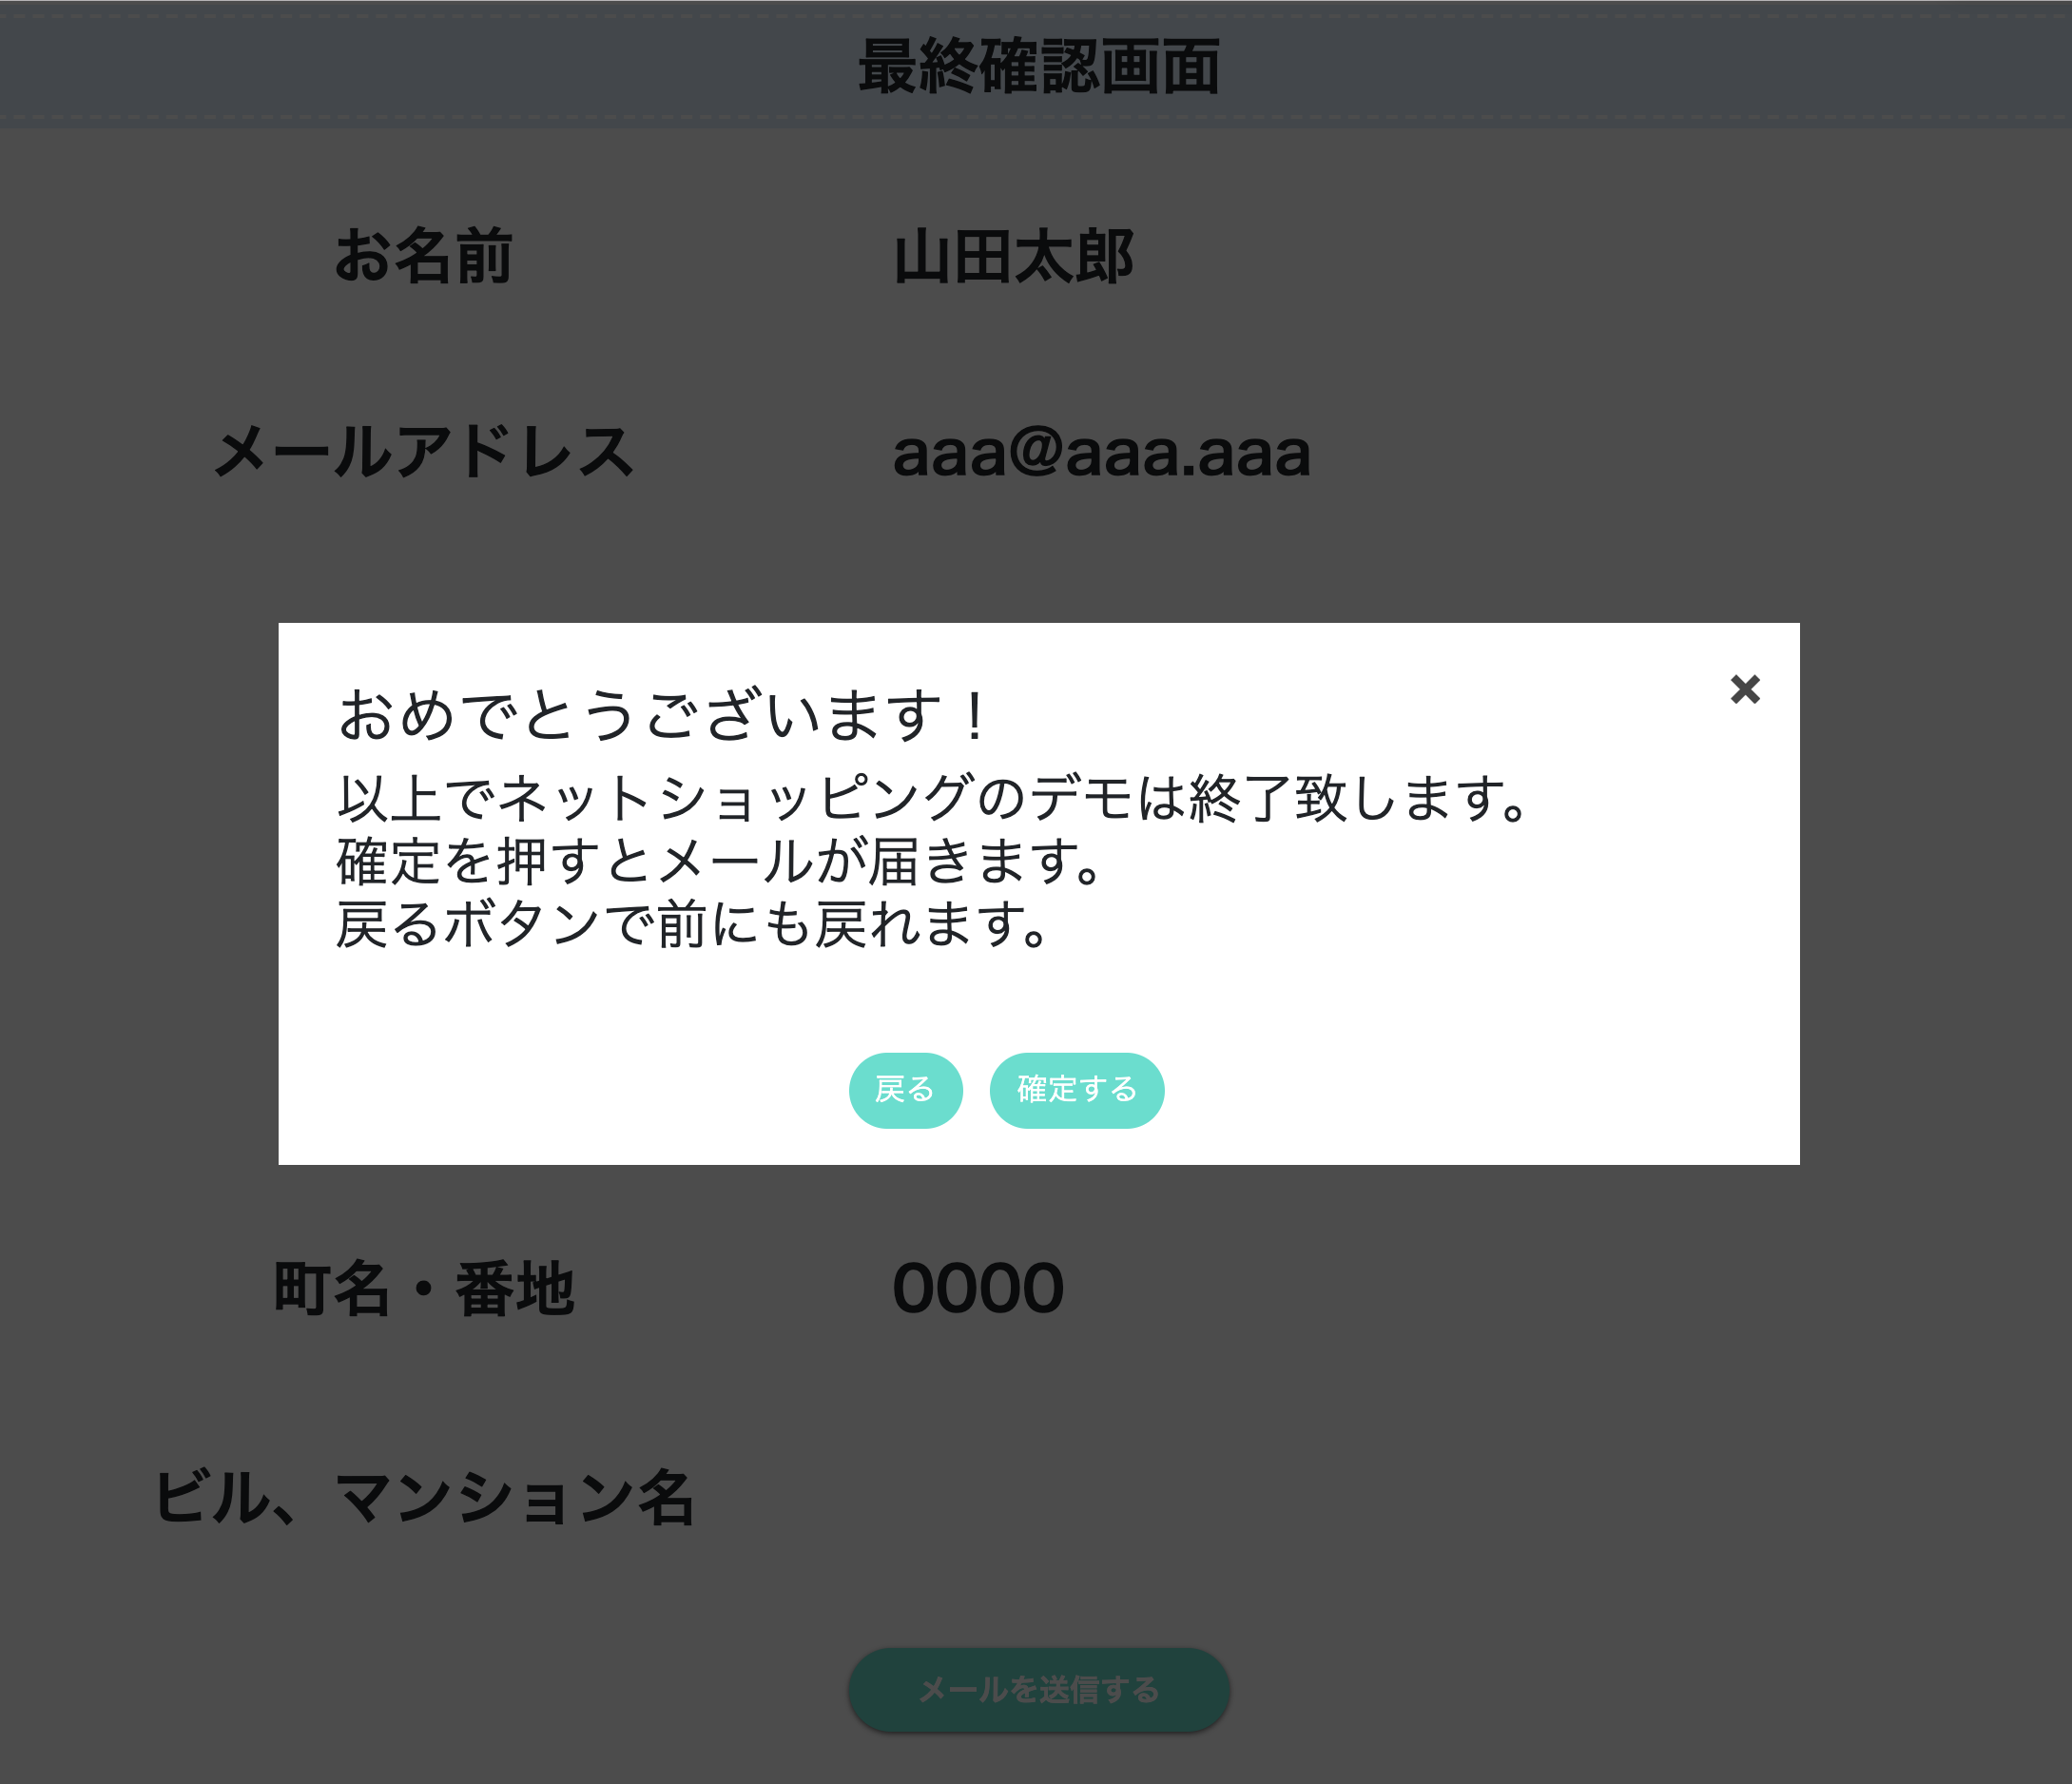 最終確認画面
お名前 山田太郎
メールアドレス aaa@aaa.aaa
×
おめでとうございます！
以上でネットショッピングのデモは終了致します。
確定を押すとメールが届きます。
戻るボタンで前にも戻れます。
戻る 確定する
町名・番地 0000
ビル、マンション名
メールを送信する